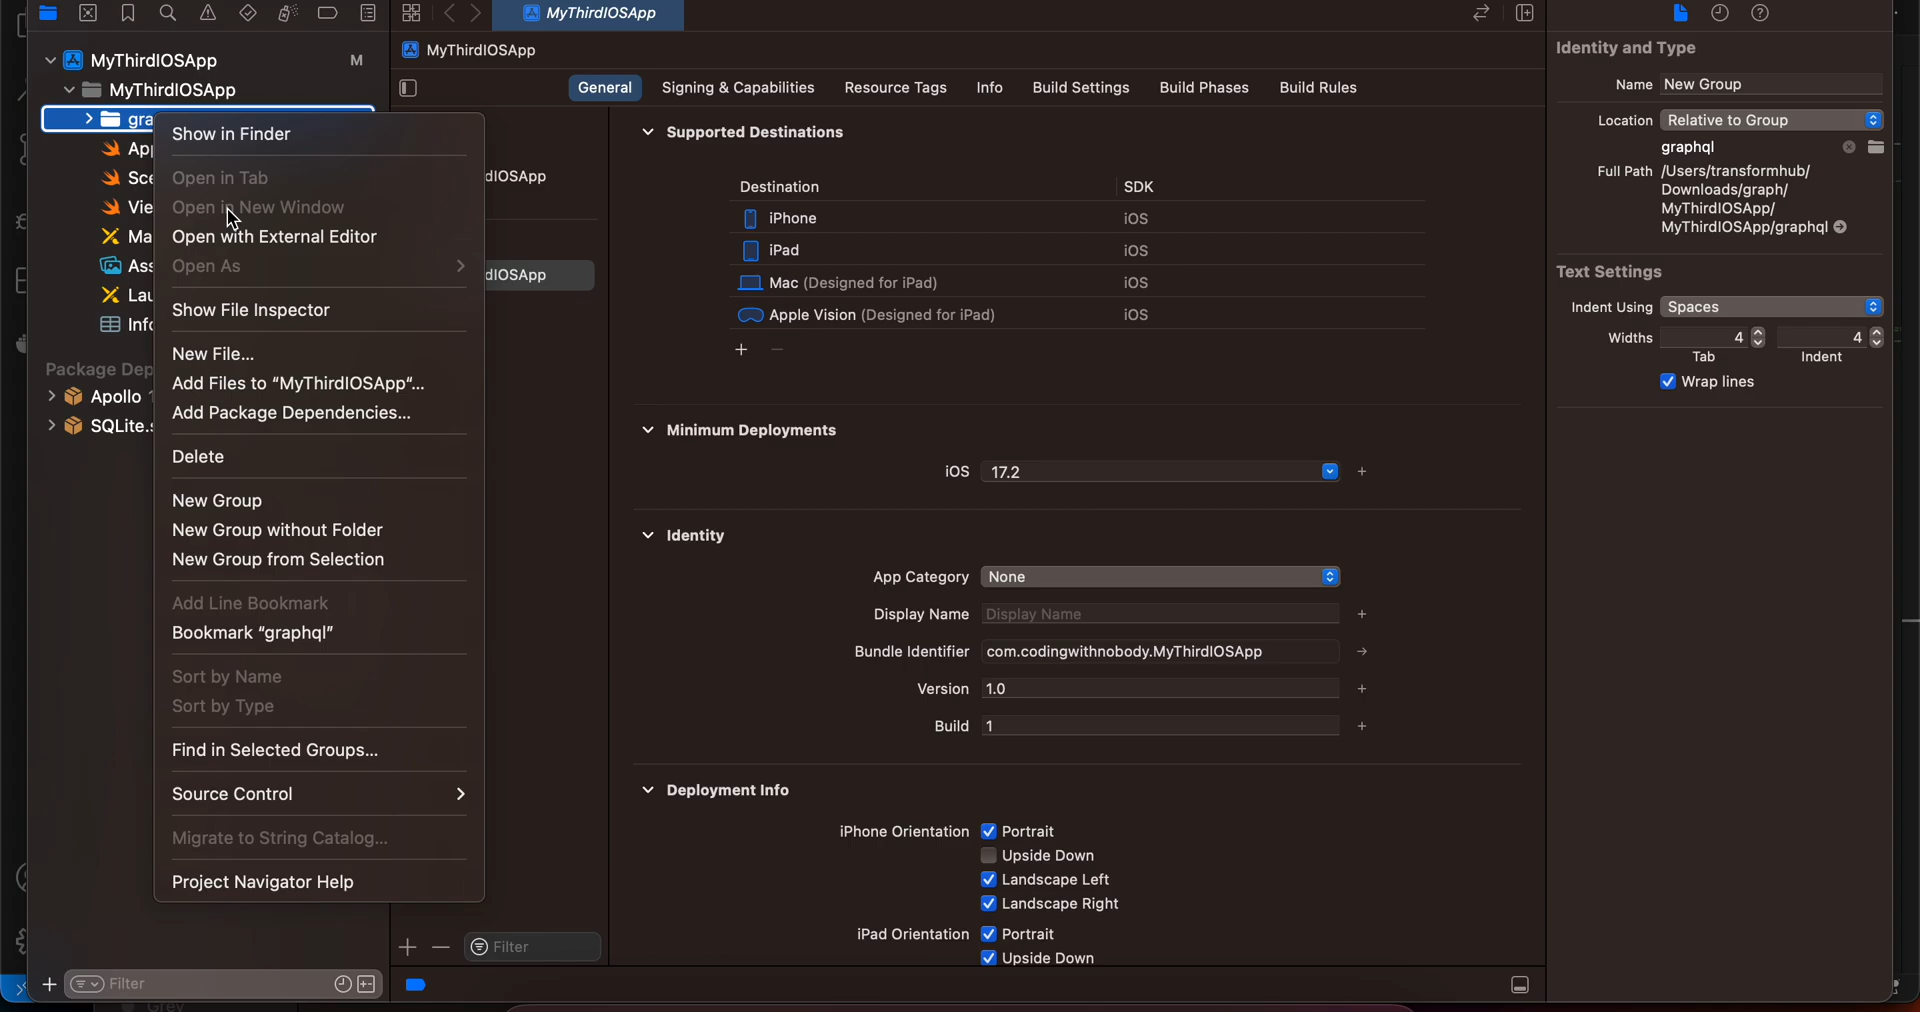 MyThirdIOSApp
MyThirdIOSApp M
MyThirdIOSApp
gra
App
Sce
Vie
Ma
Ass
Lau
Info
Package Dep
Apollo 1
SQLite.s
Filter
Show in Finder
Open in Tab
Open in New Window
Open with External Editor
Open As
Show File Inspector
New File...
Add Files to “MyThirdIOSApp“...
Add Package Dependencies...
Delete
New Group
New Group without Folder
New Group from Selection
Add Line Bookmark
Bookmark “graphql”
Sort by Name
Sort by Type
Find in Selected Groups...
Source Control
Migrate to String Catalog...
Project Navigator Help
MyThirdIOSApp
General Signing & Capabilities Resource Tags Info Build Settings Build Phases Build Rules
dIOSApp
dIOSApp
Filter
Supported Destinations
Destination SDK
iPhone iOS
iPad iOS
Mac (Designed for iPad) iOS
Apple Vision (Designed for iPad) iOS
Minimum Deployments
iOS 17.2
Identity
App Category None
Display Name Display Name
Bundle Identifier com.codingwithnobody.MyThirdIOSApp
Version 1.0
Build 1
Deployment Info
iPhone Orientation Portrait
Upside Down
Landscape Left
Landscape Right
iPad Orientation Portrait
Upside Down
Identity and Type
Name New Group
Location Relative to Group
graphql
Full Path /Users/transformhub/
Downloads/graph/
MyThirdIOSApp/
MyThirdIOSApp/graphql
Text Settings
Indent Using Spaces
Widths 4 4
Tab Indent
Wrap lines
Grey